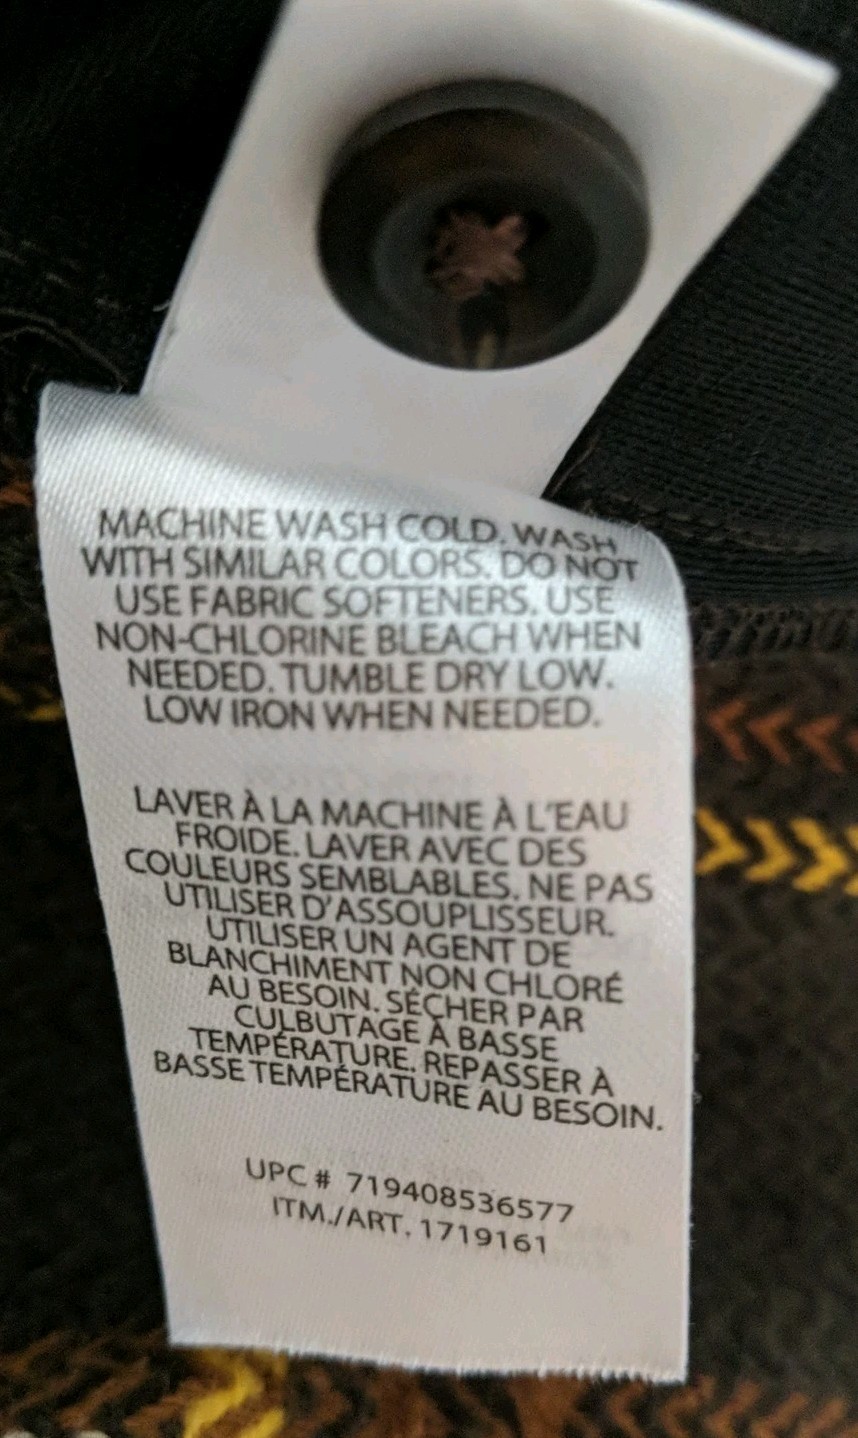 MACHINE WASH COLD. WASH
WITH SIMILAR COLORS. DO NOT
USE FABRIC SOFTENERS. USE
NON-CHLORINE BLEACH WHEN
NEEDED. TUMBLE DRY LOW.
LOW IRON WHEN NEEDED.
LAVER À LA MACHINE À L'EAU
FROIDE. LAVER AVEC DES
COULEURS SEMBLABLES. NE PAS
UTILISER D'ASSOUPLISSEUR.
UTILISER UN AGENT DE
BLANCHIMENT NON CHLORÉ
AU BESOIN. SÉCHER PAR
CULBUTAGE À BASSE
TEMPÉRATURE. REPASSER À
BASSE TEMPÉRATURE AU BESOIN.
UPC # 719408536577
ITM./ART. 1719161